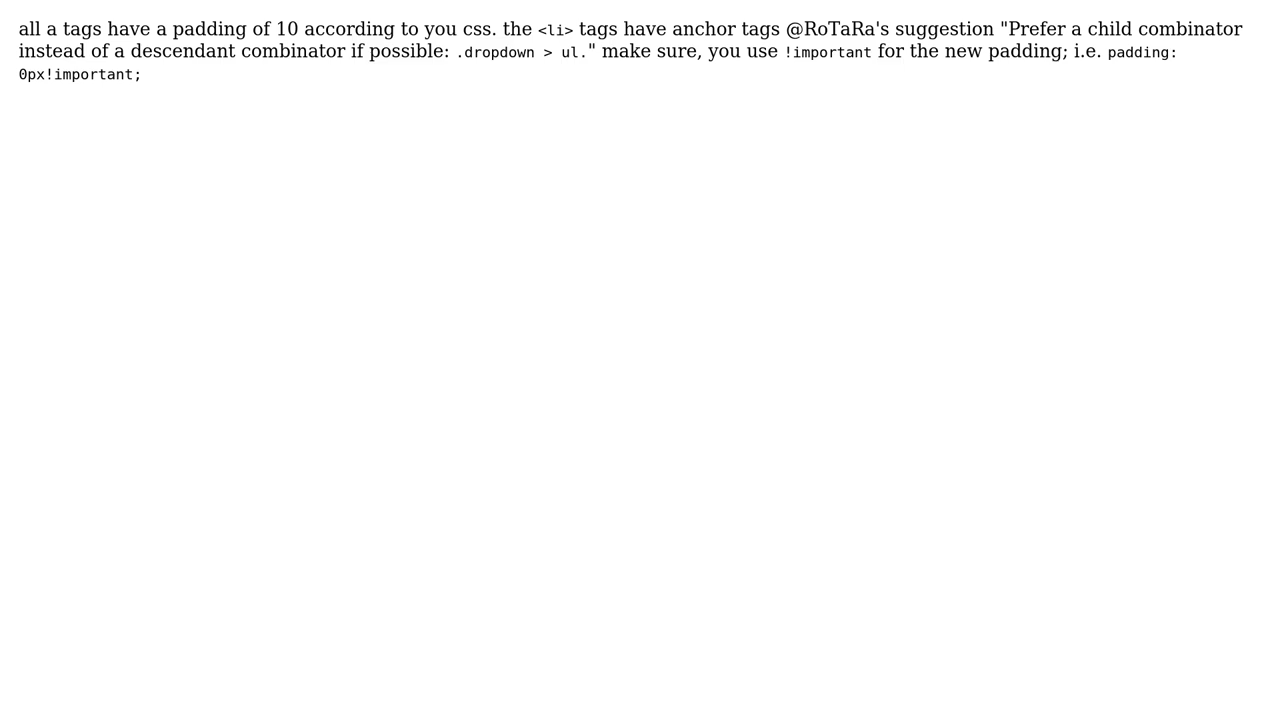 all a tags have a padding of 10 according to you css. the <li> tags have anchor tags @RoTaRa's suggestion "Prefer a child combinator
instead of a descendant combinator if possible: .dropdown > ul." make sure, you use !important for the new padding; i.e. padding:
0px!important;